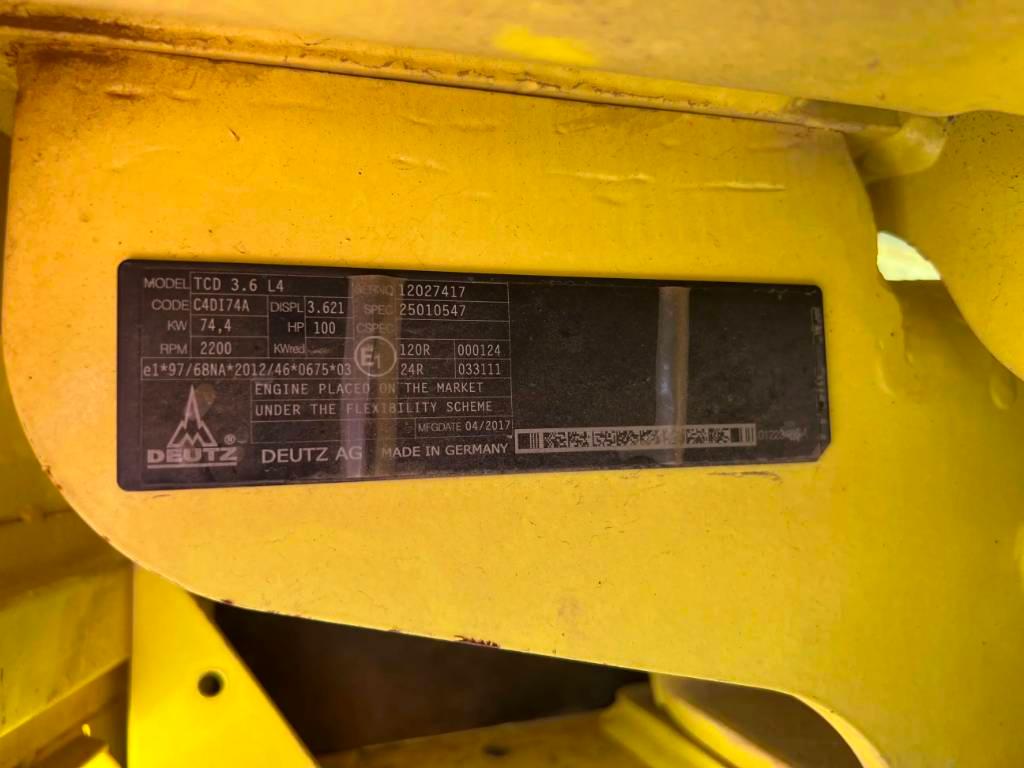 MODEL TCD 3.6 L4 SERNO 12027417
CODE C4DI74A DISPL 3.621 SPEC 25010547
KW 74,4 HP 100 CSPEC
RPM 2200 KWred E1 120R 000124
e1*97/68NA*2012/46*0675*03 24R 033111
ENGINE PLACED ON THE MARKET
UNDER THE FLEXIBILITY SCHEME
MFGDATE 04/2017
DEUTZ ® DEUTZ AG MADE IN GERMANY